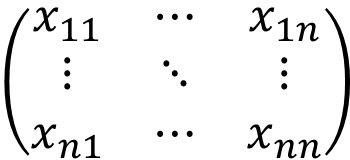 ( x₁₁ ⋯ x₁ₙ )
⋮ ⋱ ⋮
xₙ₁ ⋯ xₙₙ